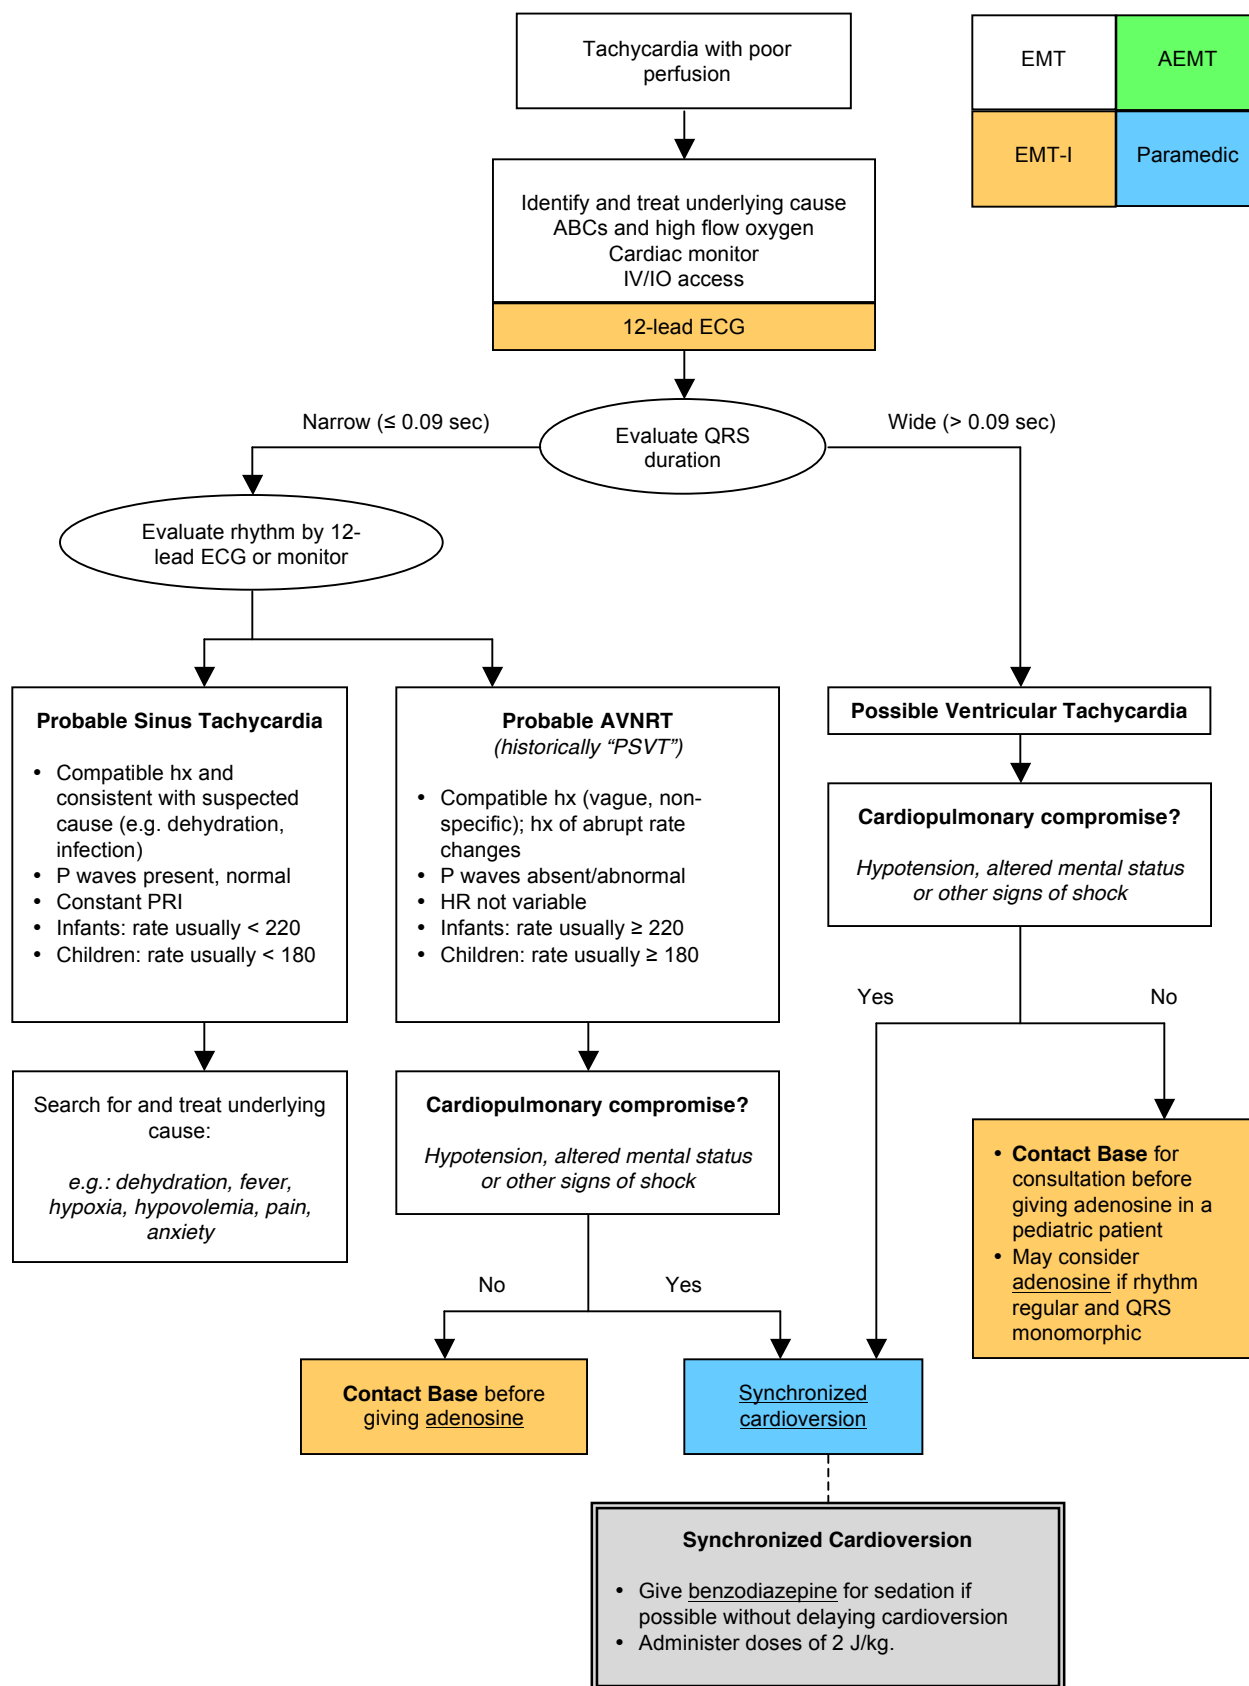 Tachycardia with poor
perfusion
EMT
AEMT
EMT-I
Paramedic
Identify and treat underlying cause
ABCs and high flow oxygen
Cardiac monitor
IV/IO access
12-lead ECG
Narrow (≤ 0.09 sec)
Evaluate QRS
duration
Wide (> 0.09 sec)
Evaluate rhythm by 12-
lead ECG or monitor
Probable Sinus Tachycardia
• Compatible hx and
consistent with suspected
cause (e.g. dehydration,
infection)
• P waves present, normal
• Constant PRI
• Infants: rate usually < 220
• Children: rate usually < 180
Probable AVNRT
(historically “PSVT”)
• Compatible hx (vague, non-
specific); hx of abrupt rate
changes
• P waves absent/abnormal
• HR not variable
• Infants: rate usually ≥ 220
• Children: rate usually ≥ 180
Possible Ventricular Tachycardia
Cardiopulmonary compromise?
Hypotension, altered mental status
or other signs of shock
Yes
No
Search for and treat underlying
cause:
e.g.: dehydration, fever,
hypoxia, hypovolemia, pain,
anxiety
Cardiopulmonary compromise?
Hypotension, altered mental status
or other signs of shock
No
Yes
• Contact Base for
consultation before
giving adenosine in a
pediatric patient
• May consider
adenosine if rhythm
regular and QRS
monomorphic
Contact Base before
giving adenosine
Synchronized
cardioversion
Synchronized Cardioversion
• Give benzodiazepine for sedation if
possible without delaying cardioversion
• Administer doses of 2 J/kg.